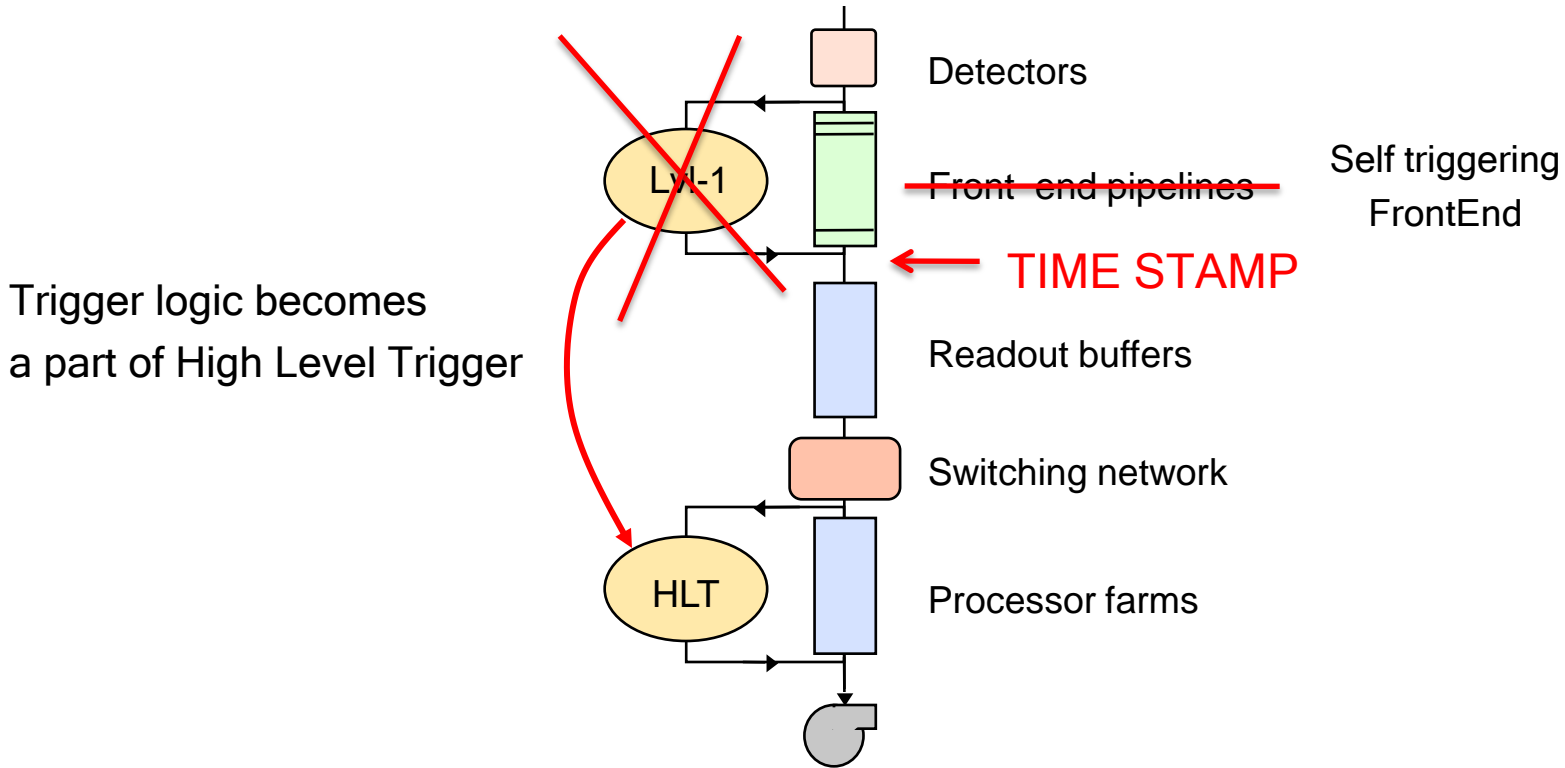 Detectors
Lvl-1
Front end pipelines
Self triggering
FrontEnd
TIME STAMP
Trigger logic becomes
a part of High Level Trigger
Readout buffers
Switching network
HLT
Processor farms